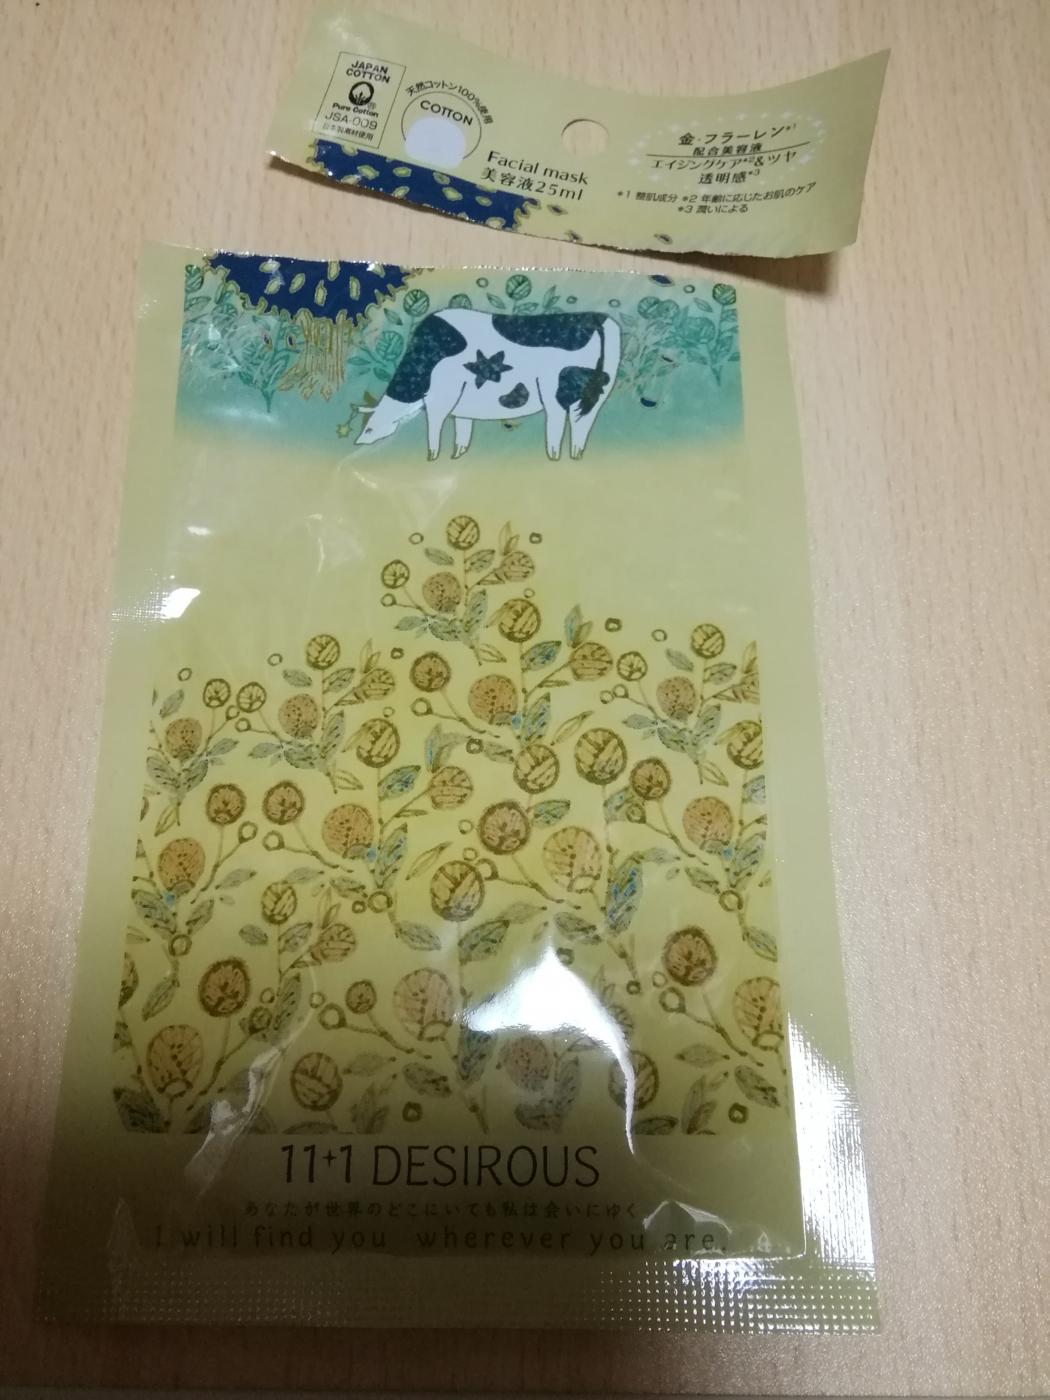 JAPAN
COTTON
Pure Cotton
JSA-009
日本製素材使用
天然コットン100%使用
COTTON
Facial mask
美容液25ml
金・フラーレン*1
配合美容液
エイジングケア*2&ツヤ
透明感*3
*1 整肌成分 *2 年齢に応じたお肌のケア
*3 潤いによる
11+1 DESIROUS
あなたが世界のどこにいても私は会いにゆく
I will find you wherever you are.